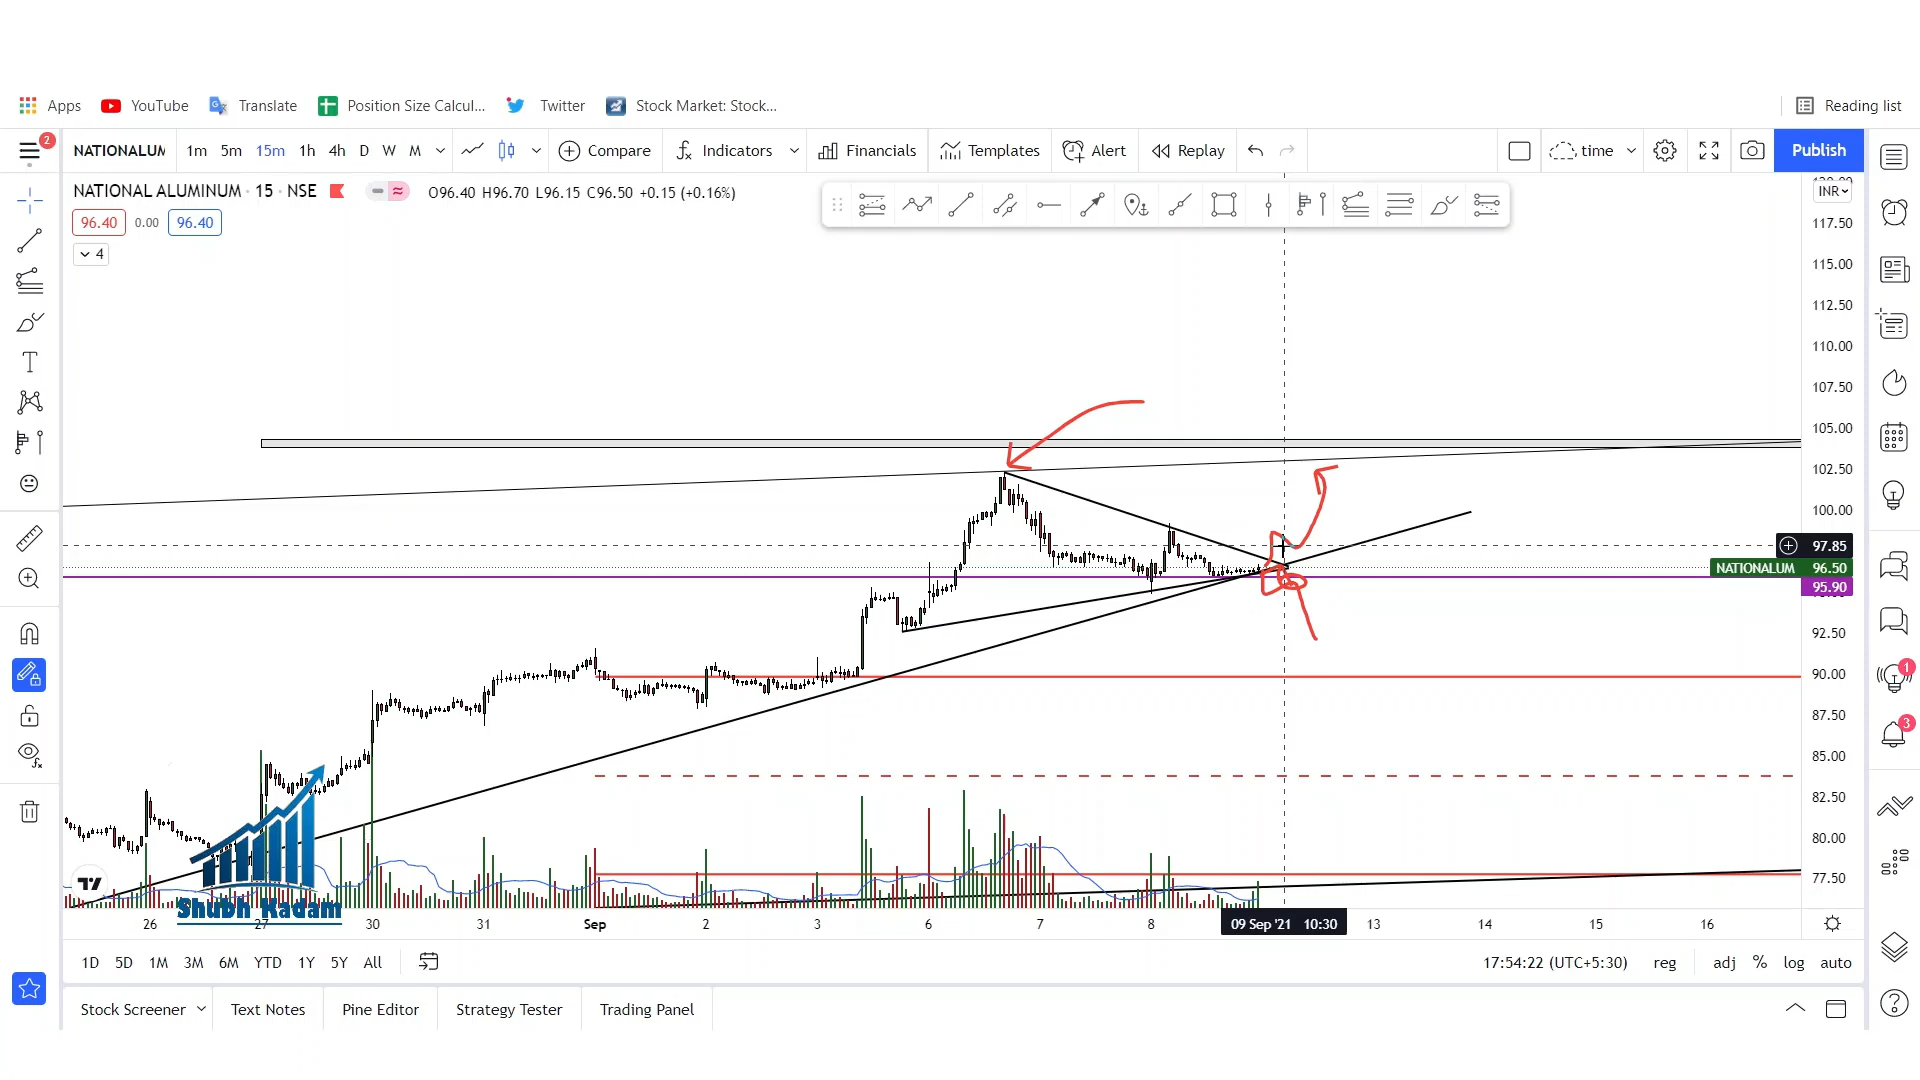 Apps YouTube Translate Position Size Calcul... Twitter Stock Market: Stock... Reading list
2
NATIONALUM 1m 5m 15m 1h 4h D W M Compare Indicators Financials Templates Alert Replay time Publish
NATIONAL ALUMINUM · 15 · NSE O96.40 H96.70 L96.15 C96.50 +0.15 (+0.16%)
INR
96.40 0.00 96.40
4
117.50
115.00
112.50
110.00
107.50
105.00
102.50
100.00
97.85
NATIONALUM 96.50
95.90
92.50
90.00
87.50
85.00
82.50
80.00
77.50
1
3
Shubh Kadam
26 27 30 31 Sep 2 3 6 7 8 09 Sep '21 10:30 13 14 15 16
1D 5D 1M 3M 6M YTD 1Y 5Y All 17:54:22 (UTC+5:30) reg adj % log auto
Stock Screener Text Notes Pine Editor Strategy Tester Trading Panel